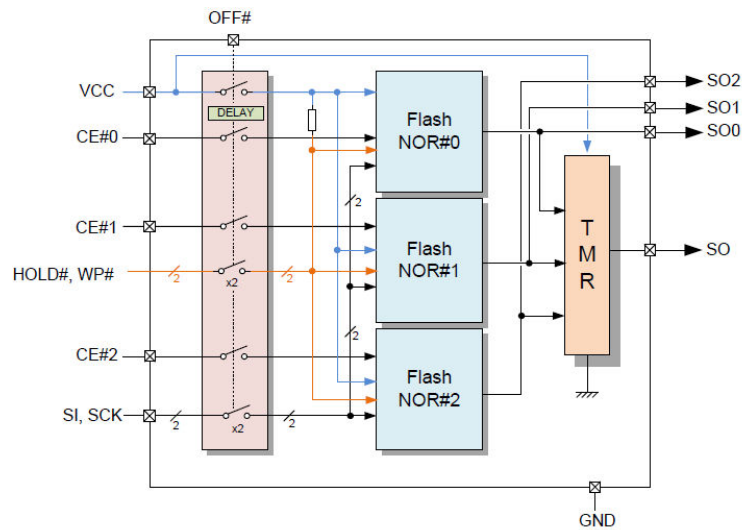 OFF#
VCC
DELAY
CE#0
CE#1
HOLD#, WP#
2
x2
2
CE#2
SI, SCK
2
x2
2
Flash
NOR#0
2
Flash
NOR#1
2
Flash
NOR#2
T
M
R
SO2
SO1
SO0
SO
GND